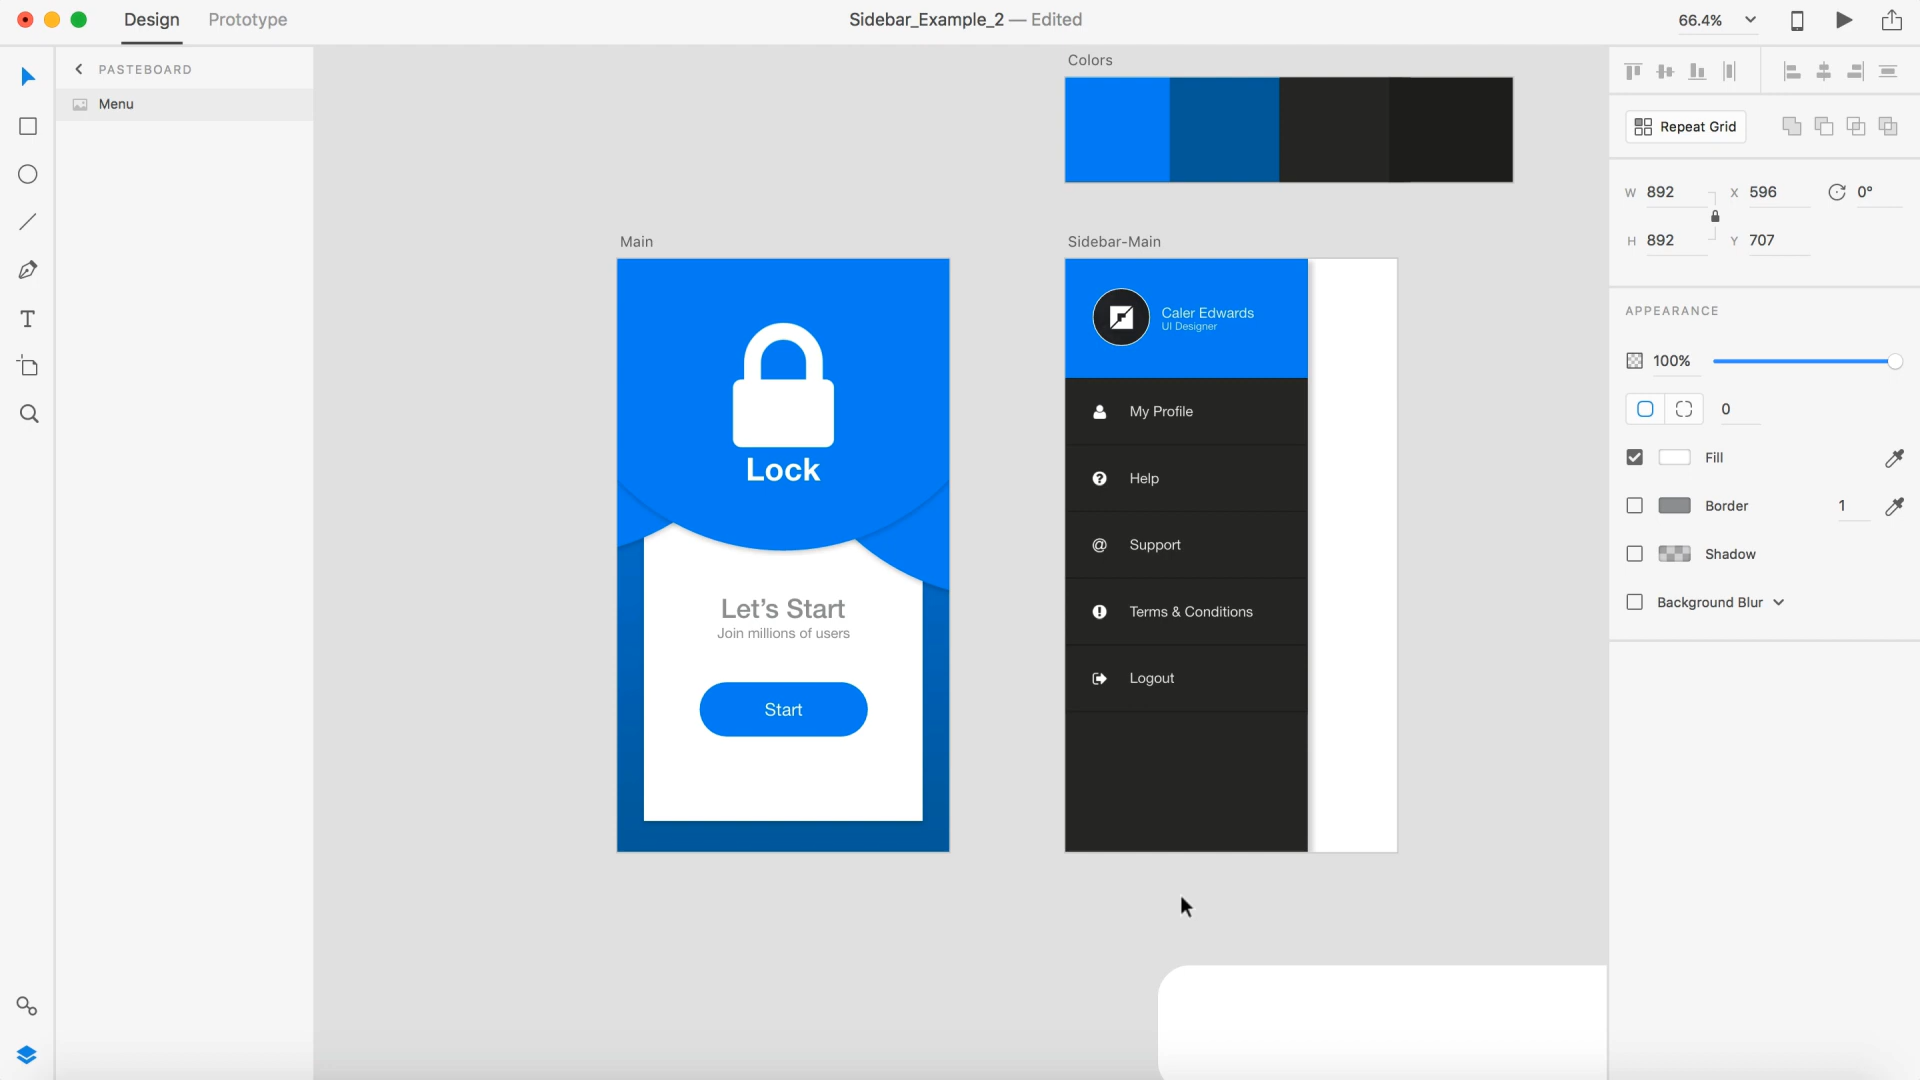 Design Prototype Sidebar_Example_2 — Edited 66.4%
PASTEBOARD
Menu
Colors
Main
Lock
Let’s Start
Join millions of users
Start
Sidebar-Main
Caler Edwards
UI Designer
My Profile
Help
Support
Terms & Conditions
Logout
Repeat Grid
W 892 X 596 0°
H 892 Y 707
APPEARANCE
100%
0
Fill
Border 1
Shadow
Background Blur